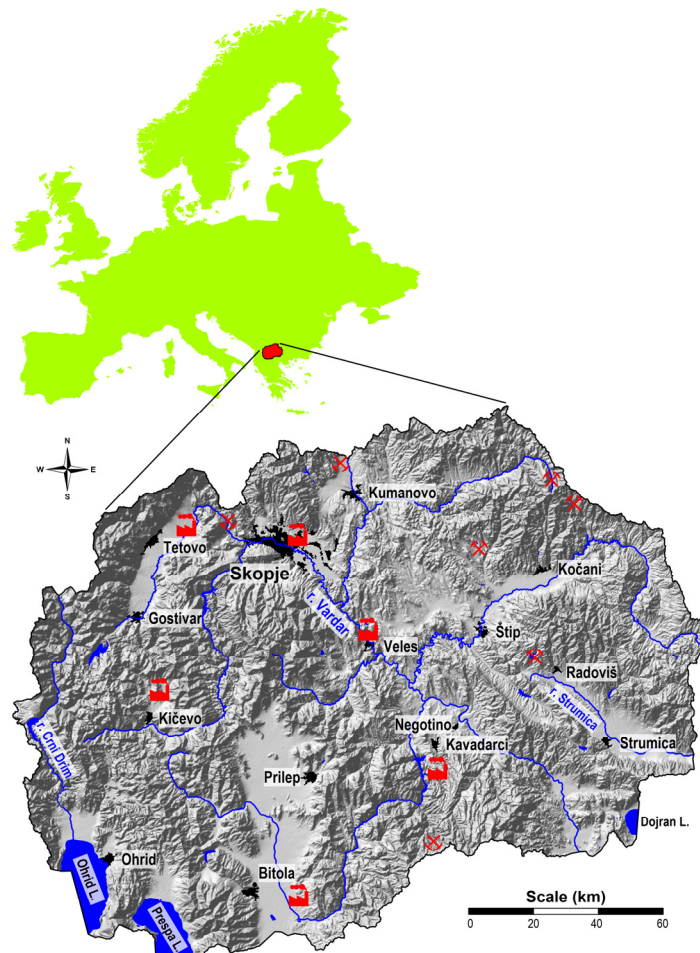 N
W E
S
Kumanovo
Tetovo
Skopje
Kočani
r. Vardar
Gostivar
Štip
Veles
Radoviš
r. Strumica
Kičevo
Negotino
r. Crni Drim
Kavadarci
Strumica
Prilep
Dojran L.
Ohrid
Ohrid L.
Bitola
Prespa L.
Scale (km)
0 20 40 60